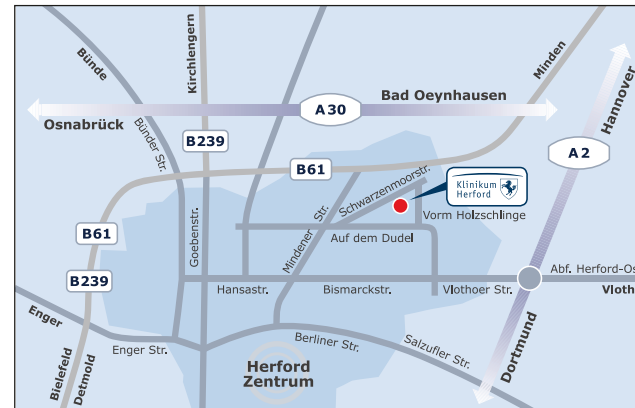 Bünde
Kirchlengern
Minden
Hannover
Osnabrück
A 30
Bad Oeynhausen
Bünder Str.
B239
B61
A 2
Schwarzenmoorstr.
Klinikum
Herford
Vorm Holzschlinge
Goebenstr.
Mindener Str.
Auf dem Dudel
B61
B239
Hansastr.
Bismarckstr.
Vlothoer Str.
Abf. Herford-Os
Vloth
Enger
Enger Str.
Berliner Str.
Salzufler Str.
Dortmund
Herford
Zentrum
Bielefeld
Detmold